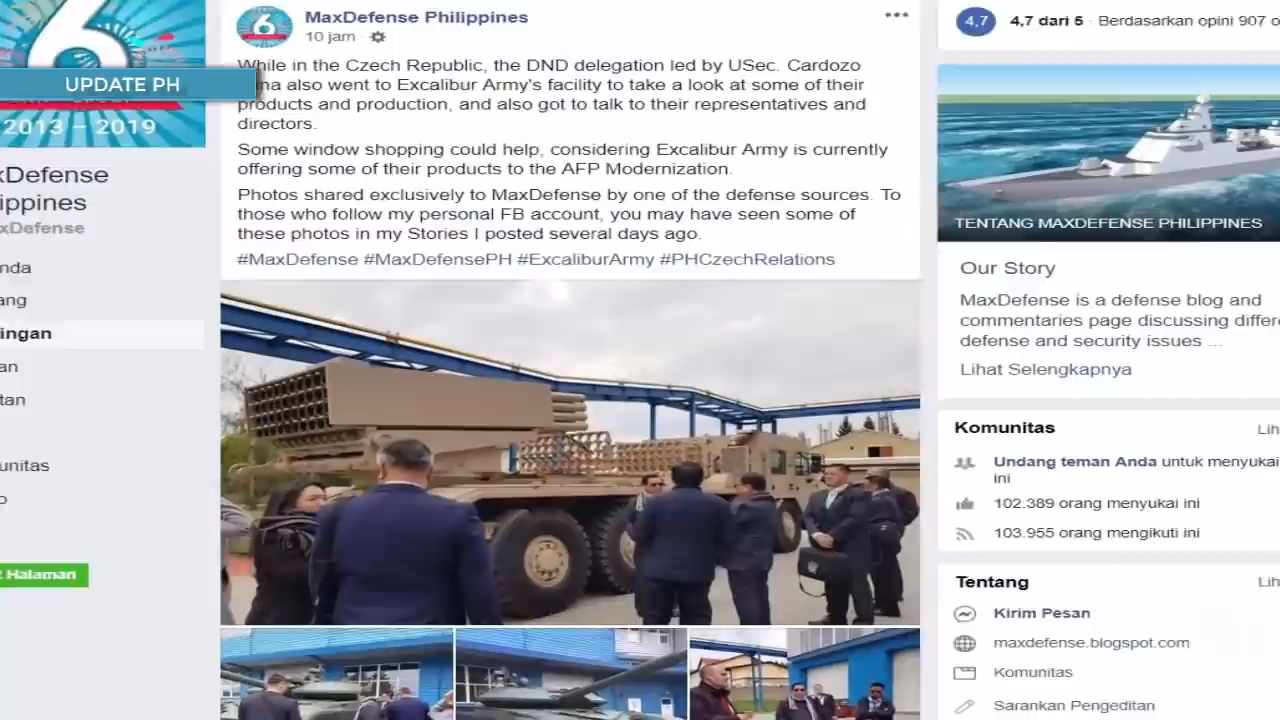 6
UPDATE PH
2013 – 2019
xDefense
ippines
xDefense
nda
ang
ingan
an
tan
unitas
o
Halaman
6
MaxDefense Philippines
10 jam
While in the Czech Republic, the DND delegation led by USec. Cardozo
na also went to Excalibur Army's facility to take a look at some of their
products and production, and also got to talk to their representatives and
directors.
Some window shopping could help, considering Excalibur Army is currently
offering some of their products to the AFP Modernization.
Photos shared exclusively to MaxDefense by one of the defense sources. To
those who follow my personal FB account, you may have seen some of
these photos in my Stories I posted several days ago.
#MaxDefense #MaxDefensePH #ExcaliburArmy #PHCzechRelations
4,7 4,7 dari 5 · Berdasarkan opini 907 o
TENTANG MAXDEFENSE PHILIPPINES
Our Story
MaxDefense is a defense blog and
commentaries page discussing differe
defense and security issues ...
Lihat Selengkapnya
Komunitas Lih
Undang teman Anda untuk menyukai
ini
102.389 orang menyukai ini
103.955 orang mengikuti ini
Tentang Lih
Kirim Pesan
maxdefense.blogspot.com
Komunitas
Sarankan Pengeditan